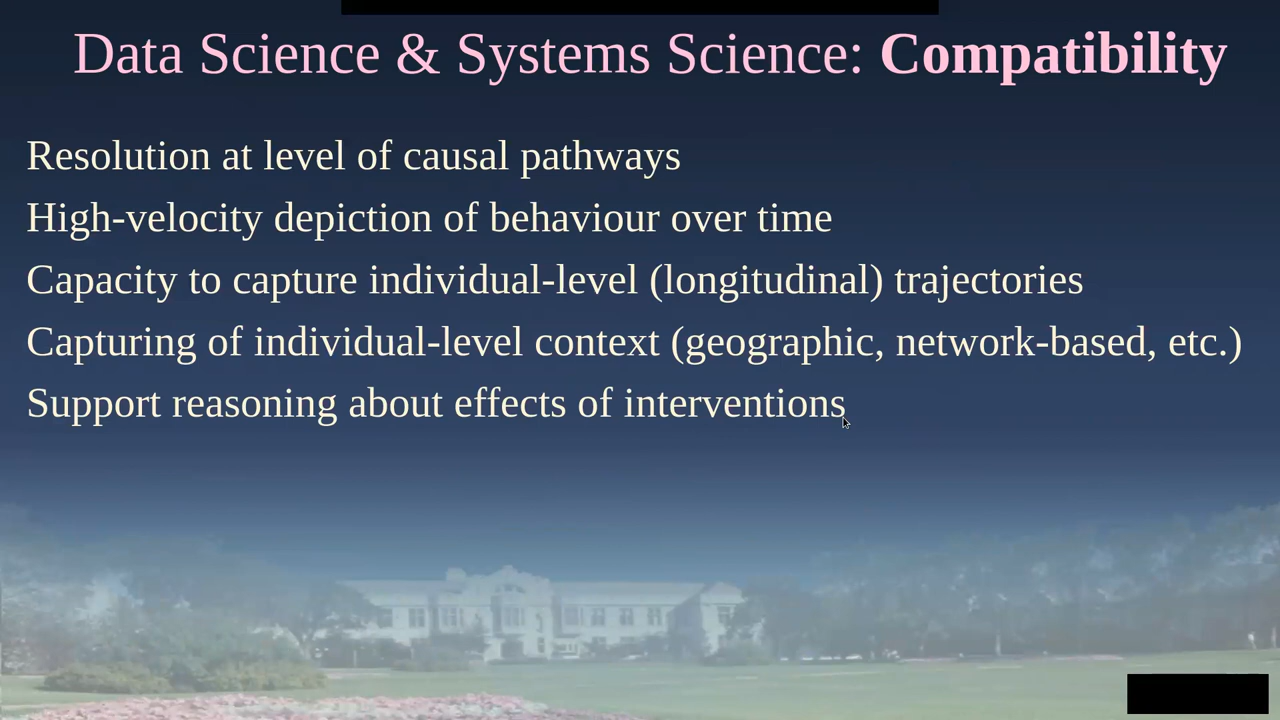 Data Science & Systems Science: Compatibility
Resolution at level of causal pathways
High-velocity depiction of behaviour over time
Capacity to capture individual-level (longitudinal) trajectories
Capturing of individual-level context (geographic, network-based, etc.)
Support reasoning about effects of interventions